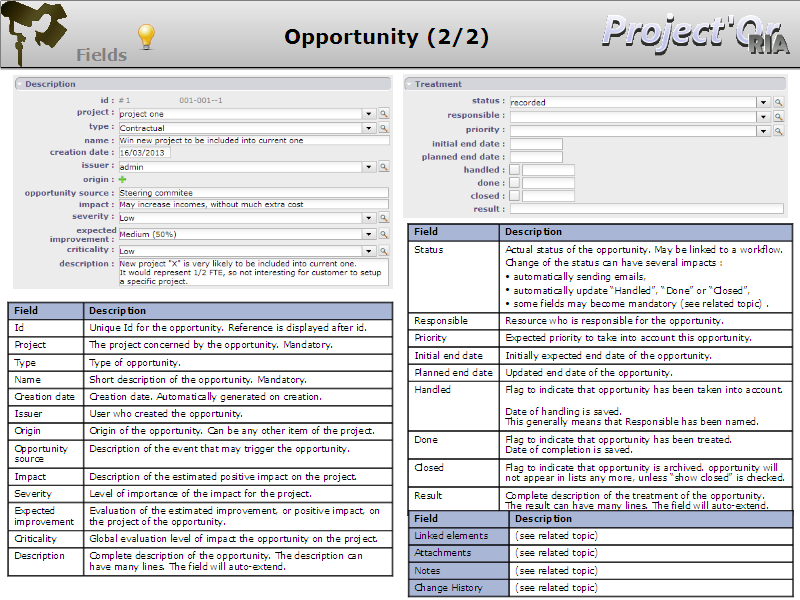 Opportunity (2/2)
Fields
Project'Or
RIA
Description
id : # 1 001-001--1
project : project one
type : Contractual
name : Win new project to be included into current one
creation date : 16/03/2013
issuer : admin
origin :
opportunity source : Steering commitee
impact : May increase incomes, without much extra cost
severity : Low
expected
improvement : Medium (50%)
criticality : Low
description : New project "X" is very likely to be included into current one.
It would represent 1/2 FTE, so not interesting for customer to setup
a specific project.
Field Description
Id Unique Id for the opportunity. Reference is displayed after id.
Project The project concerned by the opportunity. Mandatory.
Type Type of opportunity.
Name Short description of the opportunity. Mandatory.
Creation date Creation date. Automatically generated on creation.
Issuer User who created the opportunity.
Origin Origin of the opportunity. Can be any other item of the project.
Opportunity Description of the event that may trigger the opportunity.
source
Impact Description of the estimated positive impact on the project.
Severity Level of importance of the impact for the project.
Expected Evaluation of the estimated improvement, or positive impact, on
improvement the project of the opportunity.
Criticality Global evaluation level of impact the opportunity on the project.
Description Complete description of the opportunity. The description can
have many lines. The field will auto-extend.
Treatment
status : recorded
responsible :
priority :
initial end date :
planned end date :
handled :
done :
closed :
result :
Field Description
Status Actual status of the opportunity. May be linked to a workflow.
Change of the status can have several impacts :
• automatically sending emails,
• automatically update “Handled”, “Done” or “Closed”,
• some fields may become mandatory (see related topic) .
Responsible Resource who is responsible for the opportunity.
Priority Expected priority to take into account this opportunity.
Initial end date Initially expected end date of the opportunity.
Planned end date Updated end date of the opportunity.
Handled Flag to indicate that opportunity has been taken into account.
Date of handling is saved.
This generally means that Responsible has been named.
Done Flag to indicate that opportunity has been treated.
Date of completion is saved.
Closed Flag to indicate that opportunity is archived. opportunity will
not appear in lists any more, unless “show closed” is checked.
Result Complete description of the treatment of the opportunity.
The result can have many lines. The field will auto-extend.
Field Description
Linked elements (see related topic)
Attachments (see related topic)
Notes (see related topic)
Change History (see related topic)